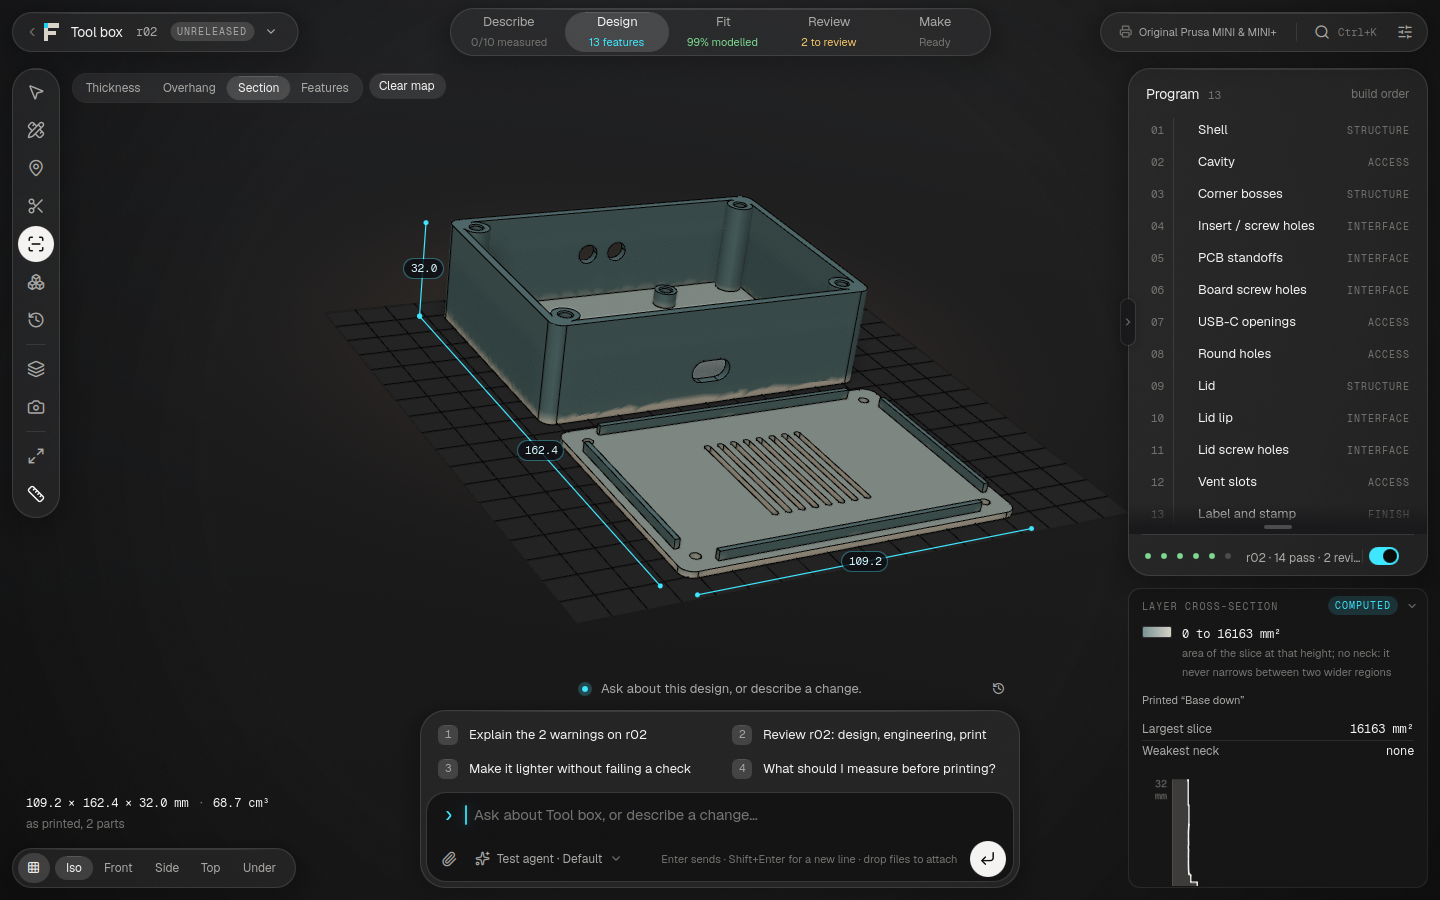 Tool box r02 UNRELEASED
Describe
0/10 measured
Design
13 features
Fit
99% modelled
Review
2 to review
Make
Ready
Original Prusa MINI & MINI+
Ctrl+K
Thickness Overhang Section Features Clear map
Program 13 build order
01 Shell STRUCTURE
02 Cavity ACCESS
03 Corner bosses STRUCTURE
04 Insert / screw holes INTERFACE
05 PCB standoffs INTERFACE
06 Board screw holes INTERFACE
07 USB-C openings ACCESS
08 Round holes ACCESS
09 Lid STRUCTURE
10 Lid lip INTERFACE
11 Lid screw holes INTERFACE
12 Vent slots ACCESS
13 Label and stamp FINISH
r02 · 14 pass · 2 revi…
32.0
162.4
109.2
LAYER CROSS-SECTION COMPUTED
0 to 16163 mm²
area of the slice at that height; no neck: it
never narrows between two wider regions
Printed “Base down”
Largest slice 16163 mm²
Weakest neck none
32
mm
Ask about this design, or describe a change.
1 Explain the 2 warnings on r02
2 Review r02: design, engineering, print
3 Make it lighter without failing a check
4 What should I measure before printing?
Ask about Tool box, or describe a change...
Test agent · Default
Enter sends · Shift+Enter for a new line · drop files to attach
109.2 × 162.4 × 32.0 mm · 68.7 cm³
as printed, 2 parts
Iso Front Side Top Under